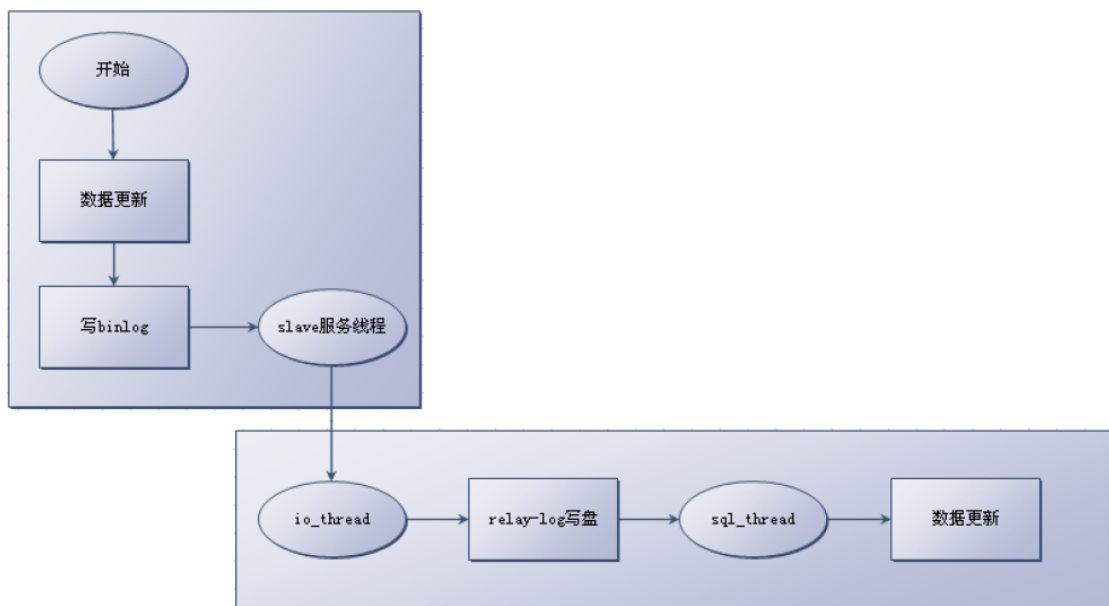 开始
数据更新
写binlog
slave服务线程
io_thread
relay-log写盘
sql_thread
数据更新